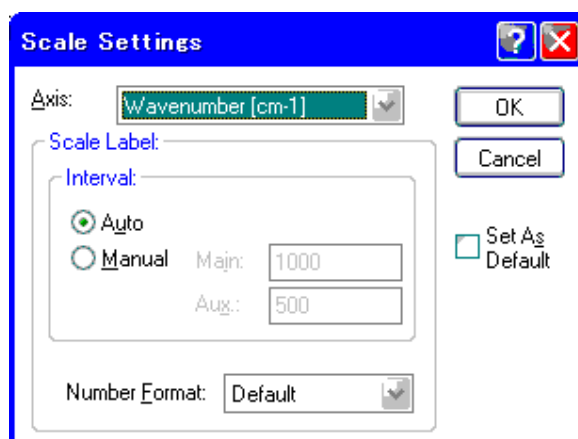 Scale Settings
Axis: Wavenumber [cm-1]
OK
Cancel
Scale Label:
Interval:
Auto
Manual Main: 1000
Aux.: 500
Set As
Default
Number Format: Default